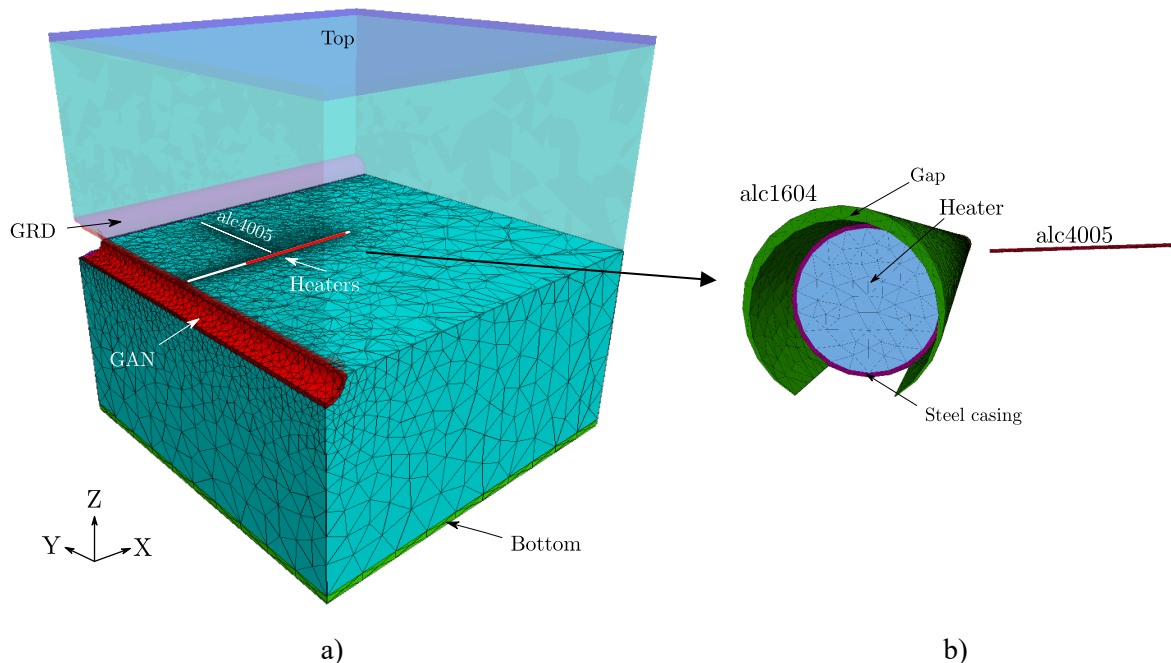 Top
GRD
alc4005
Heaters
GAN
Z
Y
X
Bottom
a)
alc1604
Gap
Heater
alc4005
Steel casing
b)